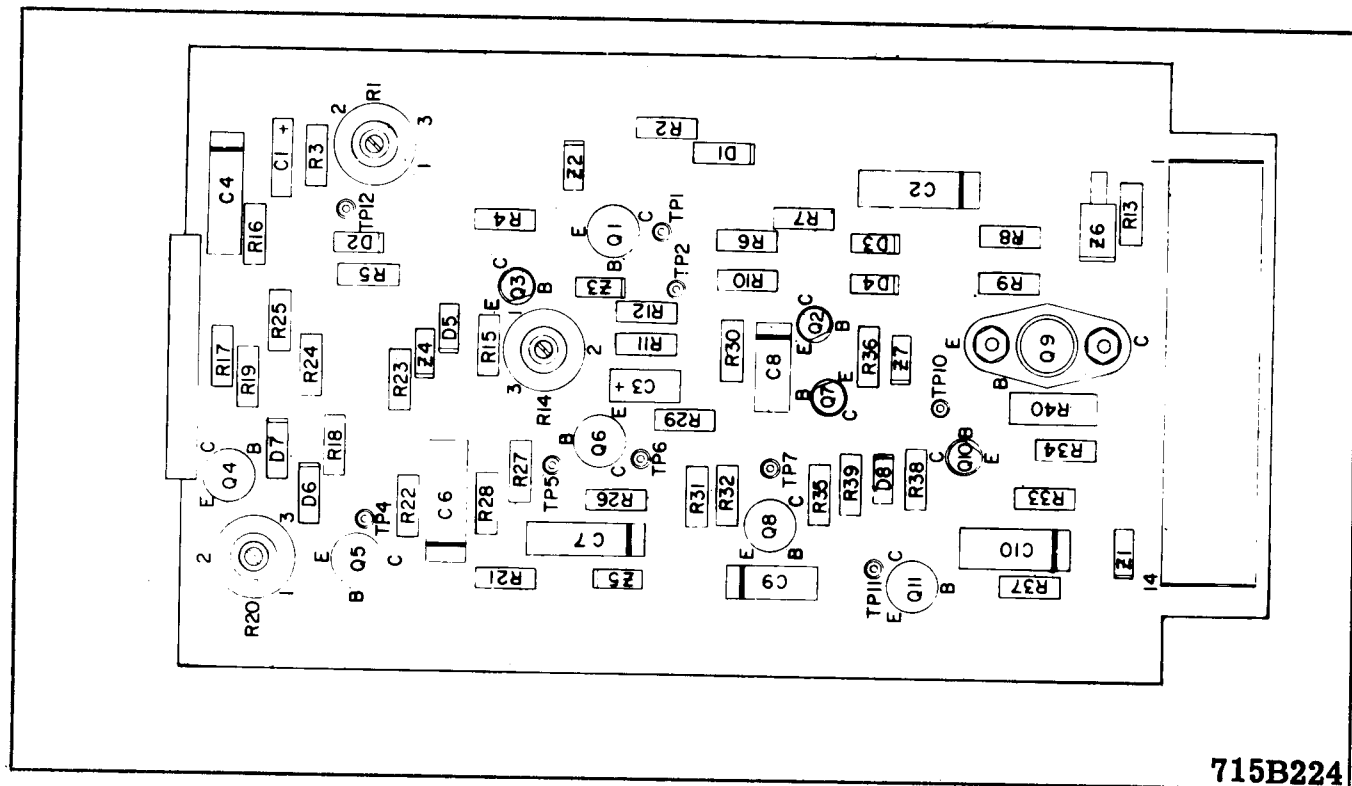 R1
2
3
1
C1 +
R3
C4
R16
TP12
D2
R5
R2
D1
Z2
R4
E
Q1
C
B
TP1
TP2
R7
C2
R6
D3
R8
Z6
R13
1
C
Q3
B
E
Z3
R10
D4
R9
R12
R25
R17
R19
R24
R23
Z4
D5
R15
1
2
3
R14
R11
C3 +
R30
C8
C
Q2
B
E
R36
Z7
E
Q9
C
B
B
Q7
E
C
TP10
R40
R29
B
Q6
E
C
TP6
C
Q4
B
E
D7
R18
D6
R22
C6
R28
R27
TP5
R26
R31
R32
TP7
R35
R39
D8
R38
C
Q10
B
E
R34
R33
TP4
E
Q5
C
B
2
3
1
R20
C7
R21
Z5
C
Q8
E
B
C9
TP11
C
Q11
B
E
C10
R37
Z1
14
715B224